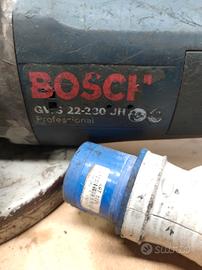 BOSCH
GWS 22-230 JH
Professional